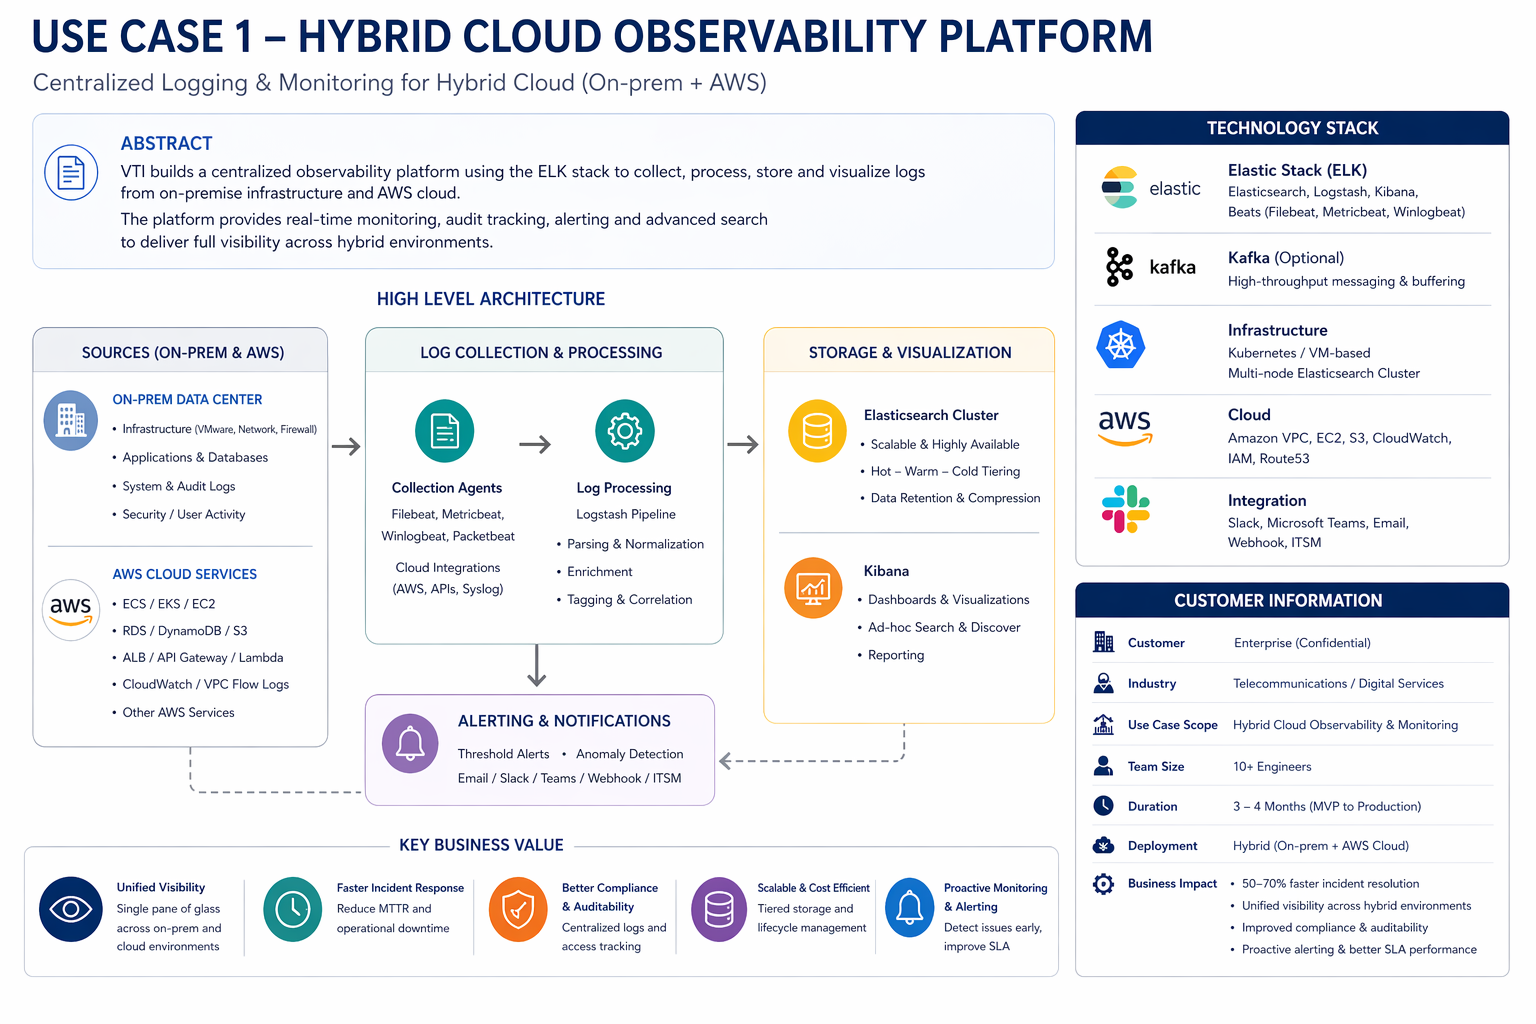 USE CASE 1 – HYBRID CLOUD OBSERVABILITY PLATFORM
Centralized Logging & Monitoring for Hybrid Cloud (On-prem + AWS)
ABSTRACT
VTI builds a centralized observability platform using the ELK stack to collect, process, store and visualize logs
from on-premise infrastructure and AWS cloud.
The platform provides real-time monitoring, audit tracking, alerting and advanced search
to deliver full visibility across hybrid environments.
HIGH LEVEL ARCHITECTURE
SOURCES (ON-PREM & AWS)
ON-PREM DATA CENTER
• Infrastructure (VMware, Network, Firewall)
• Applications & Databases
• System & Audit Logs
• Security / User Activity
aws
AWS CLOUD SERVICES
• ECS / EKS / EC2
• RDS / DynamoDB / S3
• ALB / API Gateway / Lambda
• CloudWatch / VPC Flow Logs
• Other AWS Services
LOG COLLECTION & PROCESSING
Collection Agents
Filebeat, Metricbeat,
Winlogbeat, Packetbeat
Cloud Integrations
(AWS, APIs, Syslog)
Log Processing
Logstash Pipeline
• Parsing & Normalization
• Enrichment
• Tagging & Correlation
STORAGE & VISUALIZATION
Elasticsearch Cluster
• Scalable & Highly Available
• Hot – Warm – Cold Tiering
• Data Retention & Compression
Kibana
• Dashboards & Visualizations
• Ad-hoc Search & Discover
• Reporting
ALERTING & NOTIFICATIONS
Threshold Alerts • Anomaly Detection
Email / Slack / Teams / Webhook / ITSM
KEY BUSINESS VALUE
Unified Visibility
Single pane of glass
across on-prem and
cloud environments
Faster Incident Response
Reduce MTTR and
operational downtime
Better Compliance
& Auditability
Centralized logs and
access tracking
Scalable & Cost Efficient
Tiered storage and
lifecycle management
Proactive Monitoring
& Alerting
Detect issues early,
improve SLA
TECHNOLOGY STACK
elastic
Elastic Stack (ELK)
Elasticsearch, Logstash, Kibana,
Beats (Filebeat, Metricbeat, Winlogbeat)
kafka
Kafka (Optional)
High-throughput messaging & buffering
Infrastructure
Kubernetes / VM-based
Multi-node Elasticsearch Cluster
aws
Cloud
Amazon VPC, EC2, S3, CloudWatch,
IAM, Route53
Integration
Slack, Microsoft Teams, Email,
Webhook, ITSM
CUSTOMER INFORMATION
Customer Enterprise (Confidential)
Industry Telecommunications / Digital Services
Use Case Scope Hybrid Cloud Observability & Monitoring
Team Size 10+ Engineers
Duration 3 – 4 Months (MVP to Production)
Deployment Hybrid (On-prem + AWS Cloud)
Business Impact • 50–70% faster incident resolution
• Unified visibility across hybrid environments
• Improved compliance & auditability
• Proactive alerting & better SLA performance